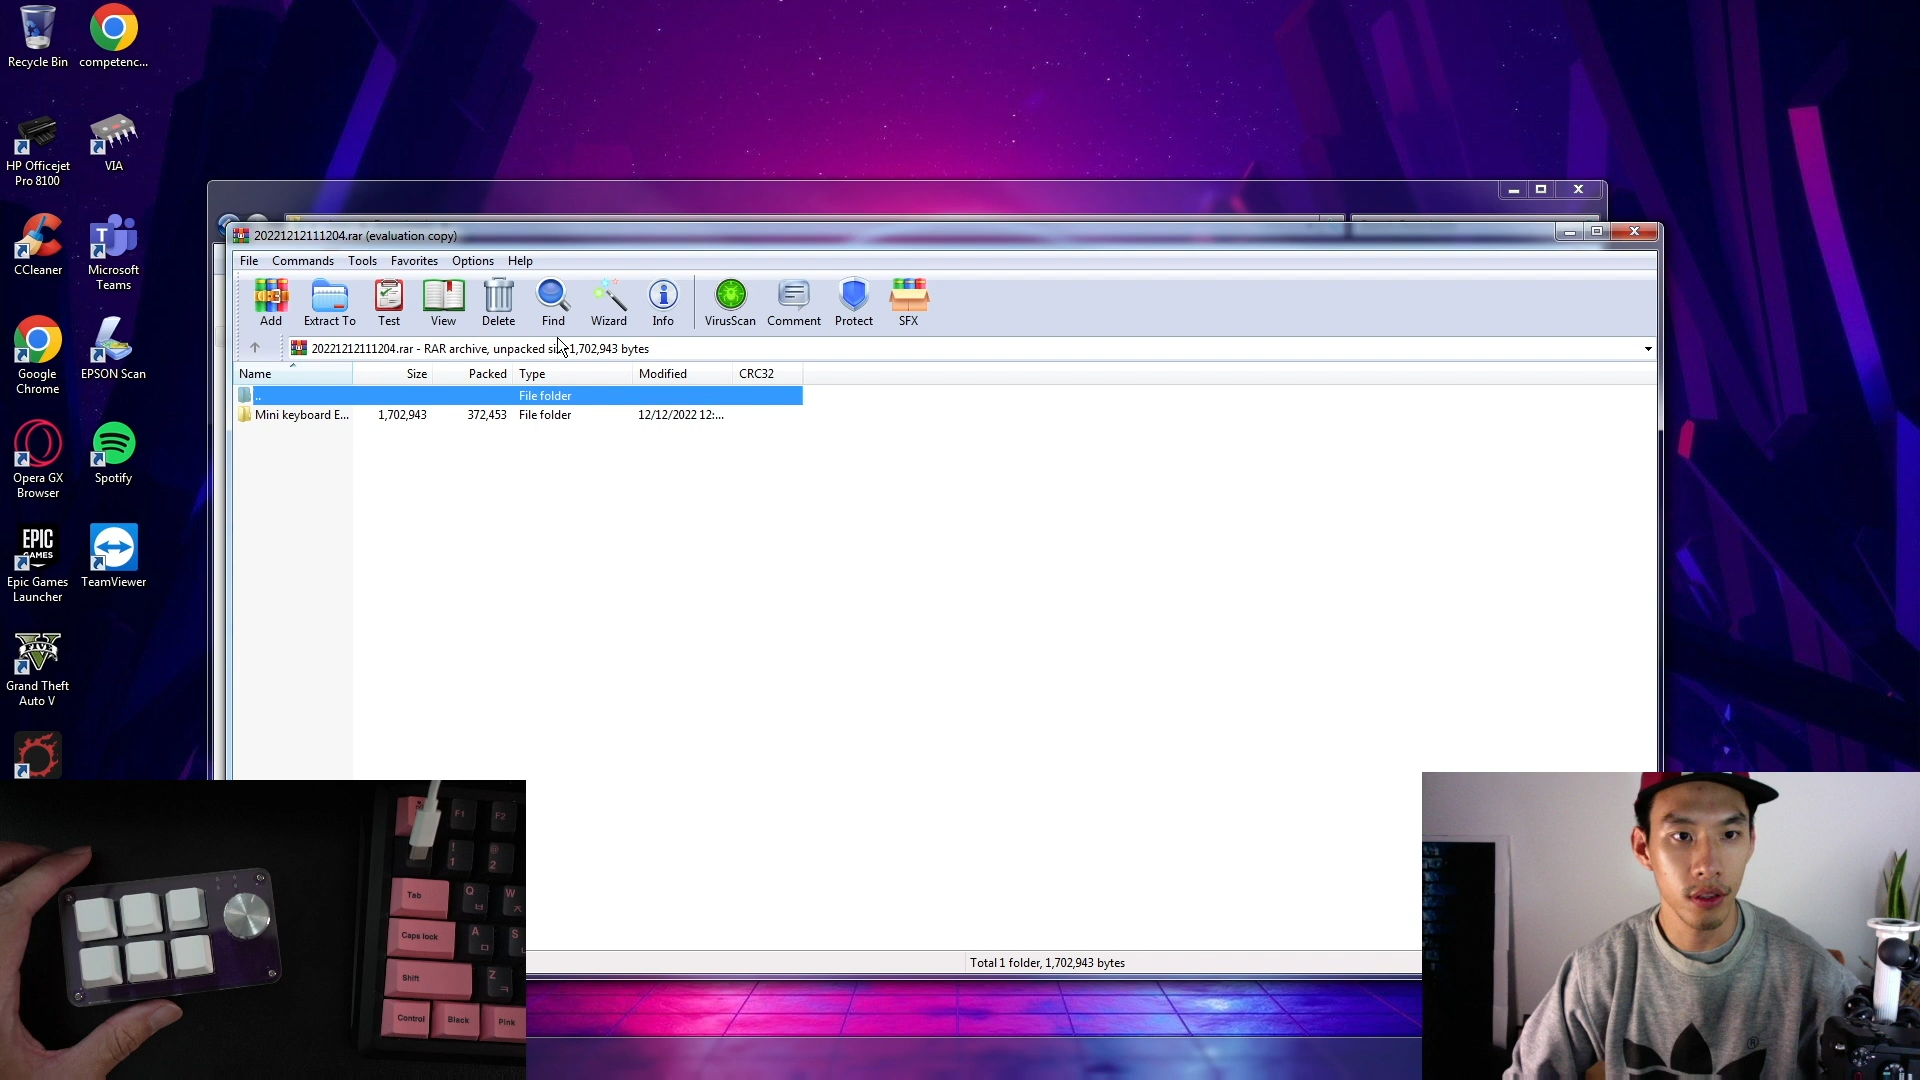 Recycle Bin
competenc...
HP Officejet
Pro 8100
VIA
CCleaner
Microsoft
Teams
Google
Chrome
EPSON Scan
Opera GX
Browser
Spotify
EPIC
GAMES
Epic Games
Launcher
TeamViewer
FIVE
Grand Theft
Auto V
20221212111204.rar (evaluation copy)
File Commands Tools Favorites Options Help
Add Extract To Test View Delete Find Wizard Info VirusScan Comment Protect SFX
20221212111204.rar - RAR archive, unpacked 1,702,943 bytes
Name Size Packed Type Modified CRC32
.. File folder
Mini keyboard E... 1,702,943 372,453 File folder 12/12/2022 12:...
Total 1 folder, 1,702,943 bytes
F1 F2
! 1 @ 2
Tab Q W
Caps lock A S
Shift Z
Control Black Pink